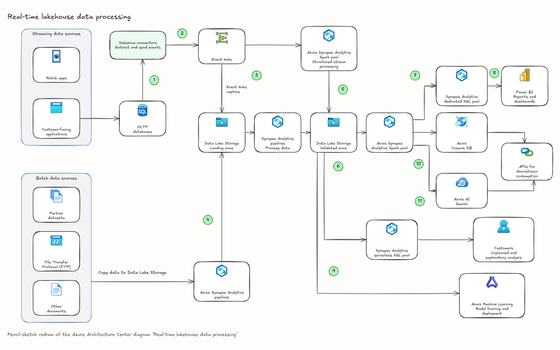 Real-time lakehouse data processing
Streaming data sources
Mobile apps
Customer-facing
applications
1
OLTP
databases
Debezium connectors
Extract and send events
2
Event Hubs
Azure Synapse Analytics
Spark pool
Structured stream
processing
3
Event Hubs
capture
Data Lake Storage
Landing zone
Synapse Analytics
pipelines
Process data
5
Data Lake Storage
Validated zone
Azure Synapse
Analytics Spark pool
7
Synapse Analytics
dedicated SQL pool
8
Power BI
Reports and
dashboards
Azure
Cosmos DB
APIs for
downstream
consumption
10
11
Azure AI
Search
Batch data sources
Partner
datasets
File Transfer
Protocol (FTP)
Other
documents
Copy data to Data Lake Storage
4
Azure Synapse Analytics
pipelines
6
Synapse Analytics
serverless SQL pool
Customers
Unplanned and
exploratory analysis
9
Azure Machine Learning
Model training and
deployment
Pencil-sketch redraw of the Azure Architecture Center diagram "Real-time lakehouse data processing"